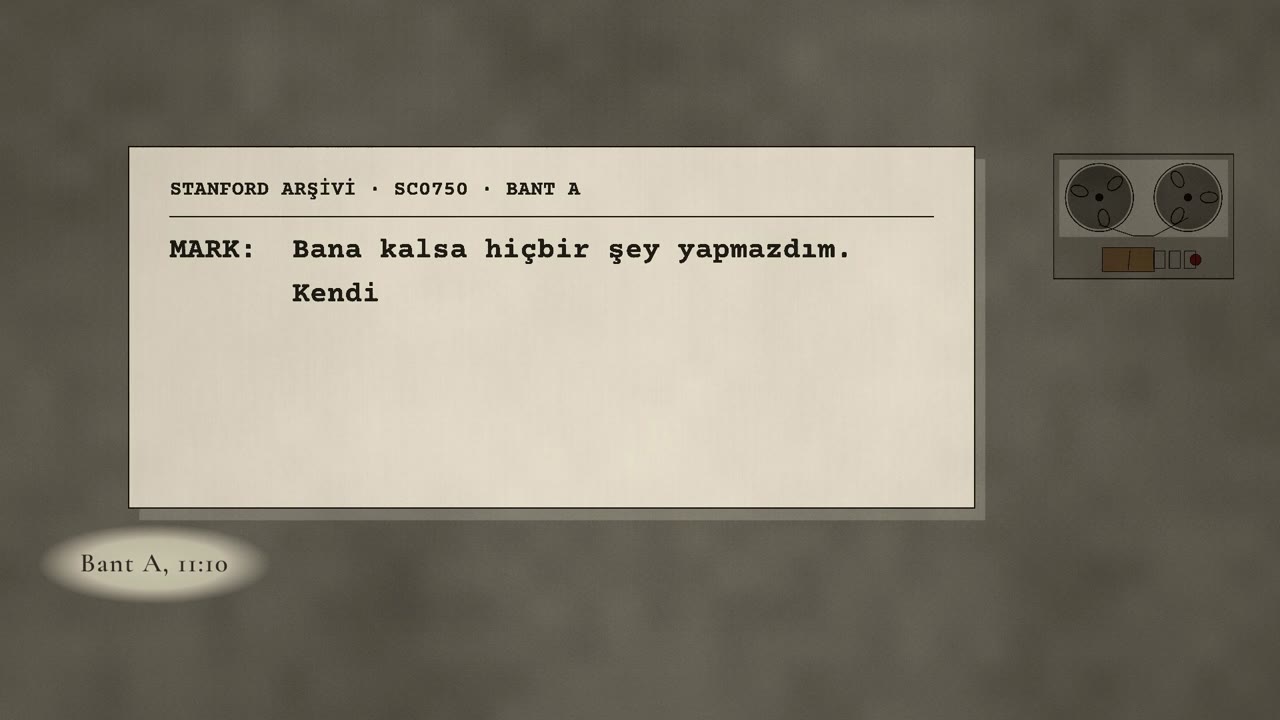 STANFORD ARŞİVİ · SC0750 · BANT A
MARK: Bana kalsa hiçbir şey yapmazdım.
Kendi
Bant A, 11:10